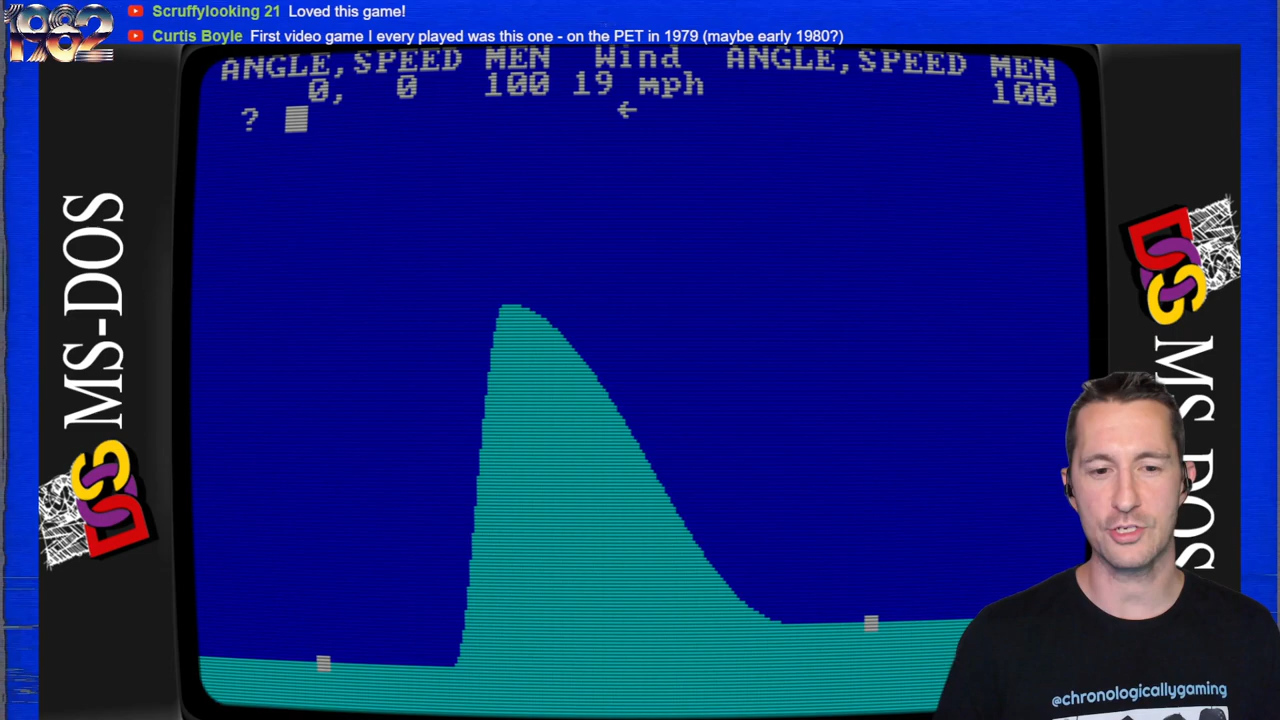 1982
Scruffylooking 21 Loved this game!
Curtis Boyle First video game I every played was this one - on the PET in 1979 (maybe early 1980?)
ANGLE,SPEED MEN Wind ANGLE,SPEED MEN
0, 0 100 19 mph 100
? ←
MS-DOS
MS-DOS
@chronologicallygaming